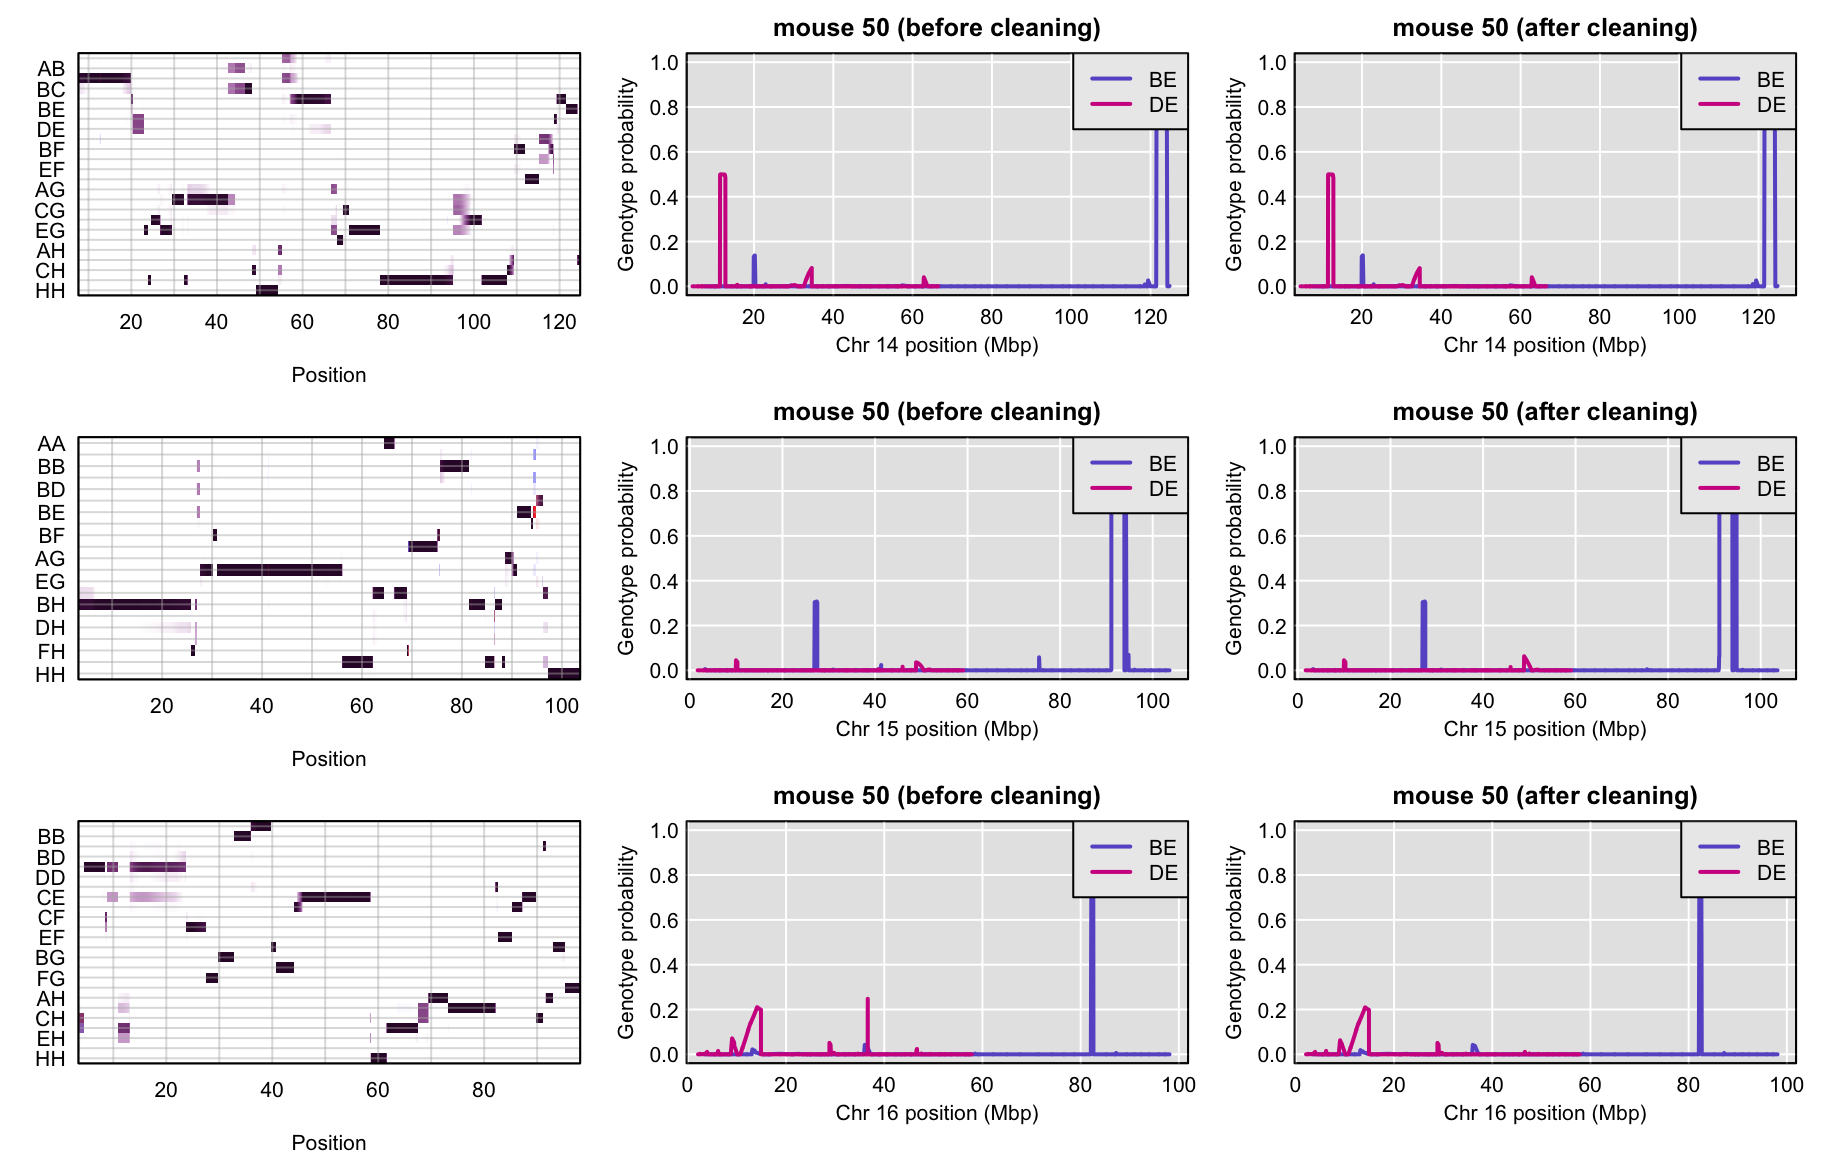 AB
BC
BE
DE
BF
EF
AG
CG
EG
AH
CH
HH
20 40 60 80 100 120
Position
mouse 50 (before cleaning)
Genotype probability
1.0
0.8
0.6
0.4
0.2
0.0
BE
DE
20 40 60 80 100 120
Chr 14 position (Mbp)
mouse 50 (after cleaning)
Genotype probability
1.0
0.8
0.6
0.4
0.2
0.0
BE
DE
20 40 60 80 100 120
Chr 14 position (Mbp)
AA
BB
BD
BE
BF
AG
EG
BH
DH
FH
HH
20 40 60 80 100
Position
mouse 50 (before cleaning)
Genotype probability
1.0
0.8
0.6
0.4
0.2
0.0
BE
DE
0 20 40 60 80 100
Chr 15 position (Mbp)
mouse 50 (after cleaning)
Genotype probability
1.0
0.8
0.6
0.4
0.2
0.0
BE
DE
0 20 40 60 80 100
Chr 15 position (Mbp)
BB
BD
DD
CE
CF
EF
BG
FG
AH
CH
EH
HH
20 40 60 80
Position
mouse 50 (before cleaning)
Genotype probability
1.0
0.8
0.6
0.4
0.2
0.0
BE
DE
0 20 40 60 80 100
Chr 16 position (Mbp)
mouse 50 (after cleaning)
Genotype probability
1.0
0.8
0.6
0.4
0.2
0.0
BE
DE
0 20 40 60 80 100
Chr 16 position (Mbp)